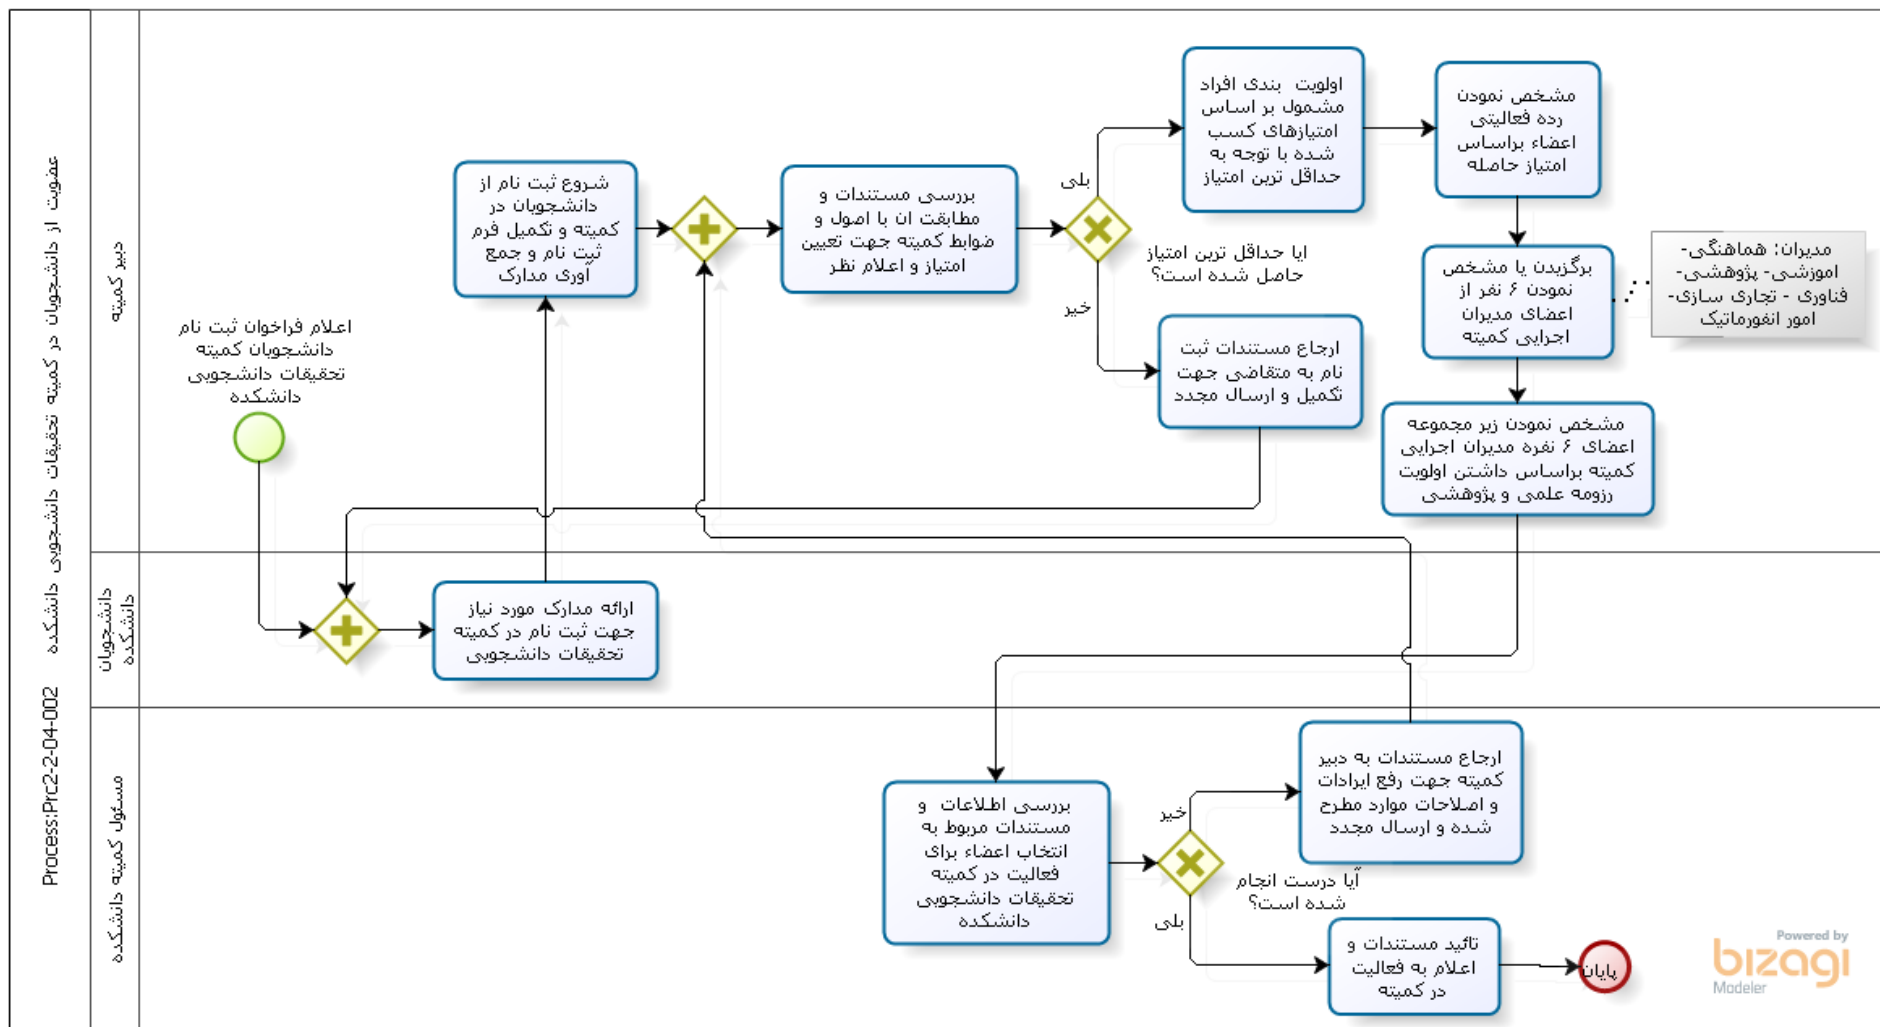 عضویت از دانشجویان در کمیته تحقیقات دانشجویی دانشکده
Process:Prc2-2-04-002
دبیر کمیته
اعلام فراخوان ثبت نام
دانشجویان کمیته
تحقیقات دانشجویی
دانشکده
شروع ثبت نام از
دانشجویان در
کمیته و تکمیل فرم
ثبت نام و جمع
آوری مدارک
بررسی مستندات و
مطابقت ان با اصول و
ضوابط کمیته جهت تعیین
امتیاز و اعلام نظر
ایا حداقل ترین امتیاز
حاصل شده است؟
بلی
خیر
اولویت بندی افراد
مشمول بر اساس
امتیازهای کسب
شده با توجه به
حداقل ترین امتیاز
مشخص نمودن
رده فعالیتی
اعضاء براساس
امتیاز حاصله
برگزیدن یا مشخص
نمودن ۶ نفر از
اعضای مدیران
اجرایی کمیته
مدیران: هماهنگی-
اموزشی- پژوهشی-
فناوری - تجاری سازی-
امور انفورماتیک
ارجاع مستندات ثبت
نام به متقاضی جهت
تکمیل و ارسال مجدد
مشخص نمودن زیر مجموعه
اعضای ۶ نفره مدیران اجرایی
کمیته براساس داشتن اولویت
رزومه علمی و پژوهشی
دانشجویان
دانشکده
ارائه مدارک مورد نیاز
جهت ثبت نام در کمیته
تحقیقات دانشجویی
مسئول کمیته دانشکده
بررسی اطلاعات و
مستندات مربوط به
انتخاب اعضاء برای
فعالیت در کمیته
تحقیقات دانشجویی
دانشکده
خیر
آیا درست انجام
شده است؟
بلی
ارجاع مستندات به دبیر
کمیته جهت رفع ایرادات
و اصلاحات موارد مطرح
شده و ارسال مجدد
تائید مستندات و
اعلام به فعالیت
در کمیته
پایان
Powered by
bizagi
Modeler